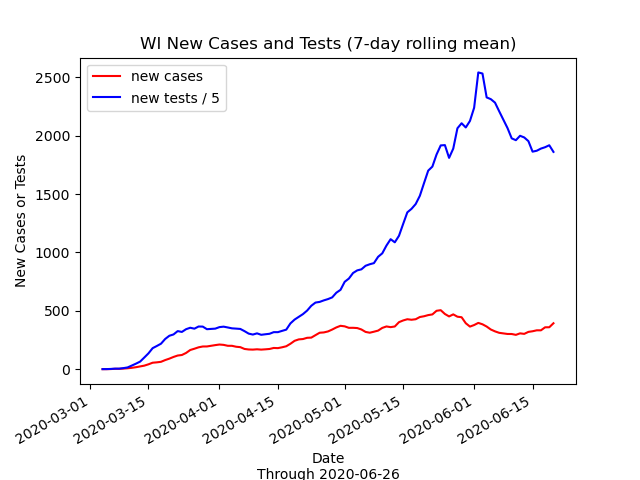 WI New Cases and Tests (7-day rolling mean)
new cases
new tests / 5
New Cases or Tests
2500
2000
1500
1000
500
0
2020-03-01
2020-03-15
2020-04-01
2020-04-15
2020-05-01
2020-05-15
2020-06-01
2020-06-15
Date
Through 2020-06-26